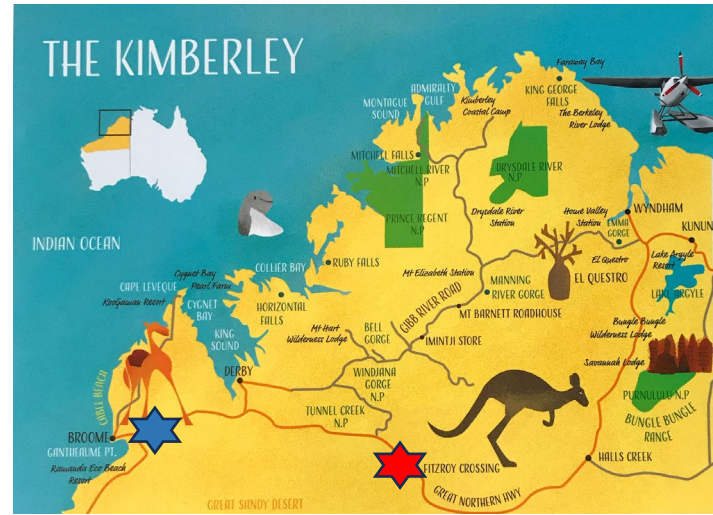 THE KIMBERLEY
Faraway Bay
ADMIRALTY
GULF
MONTAGUE
SOUND
Kimberley
Coastal Camp
KING GEORGE
FALLS
The Berkeley
River Lodge
MITCHELL FALLS
MITCHELL RIVER
N.P
DRYSDALE RIVER
N.P
PRINCE REGENT
N.P
Drysdale River
Station
Home Valley
Station
EMMA
GORGE
WYNDHAM
KUNUN
INDIAN OCEAN
COLLIER BAY
RUBY FALLS
Mt Elizabeth Station
El Questro
EL QUESTRO
Lake Argyle
Resort
LAKE ARGYLE
CAPE LEVEQUE
Cygnet Bay
Pearl Farm
Kooljaman Resort
CYGNET
BAY
HORIZONTAL
FALLS
MANNING
RIVER GORGE
GIBB RIVER ROAD
MT BARNETT ROADHOUSE
KING
SOUND
Mt Hart
Wilderness Lodge
BELL
GORGE
IMINTJI STORE
Bungle Bungle
Wilderness Lodge
Savannah Lodge
DERBY
WINDJANA
GORGE
N.P
PURNULULU N.P
BUNGLE BUNGLE
RANGE
CABLE BEACH
TUNNEL CREEK
N.P
BROOME
GANTHEAUME PT.
Ramada Eco Beach
Resort
FITZROY CROSSING
HALLS CREEK
GREAT NORTHERN HWY
GREAT SANDY DESERT